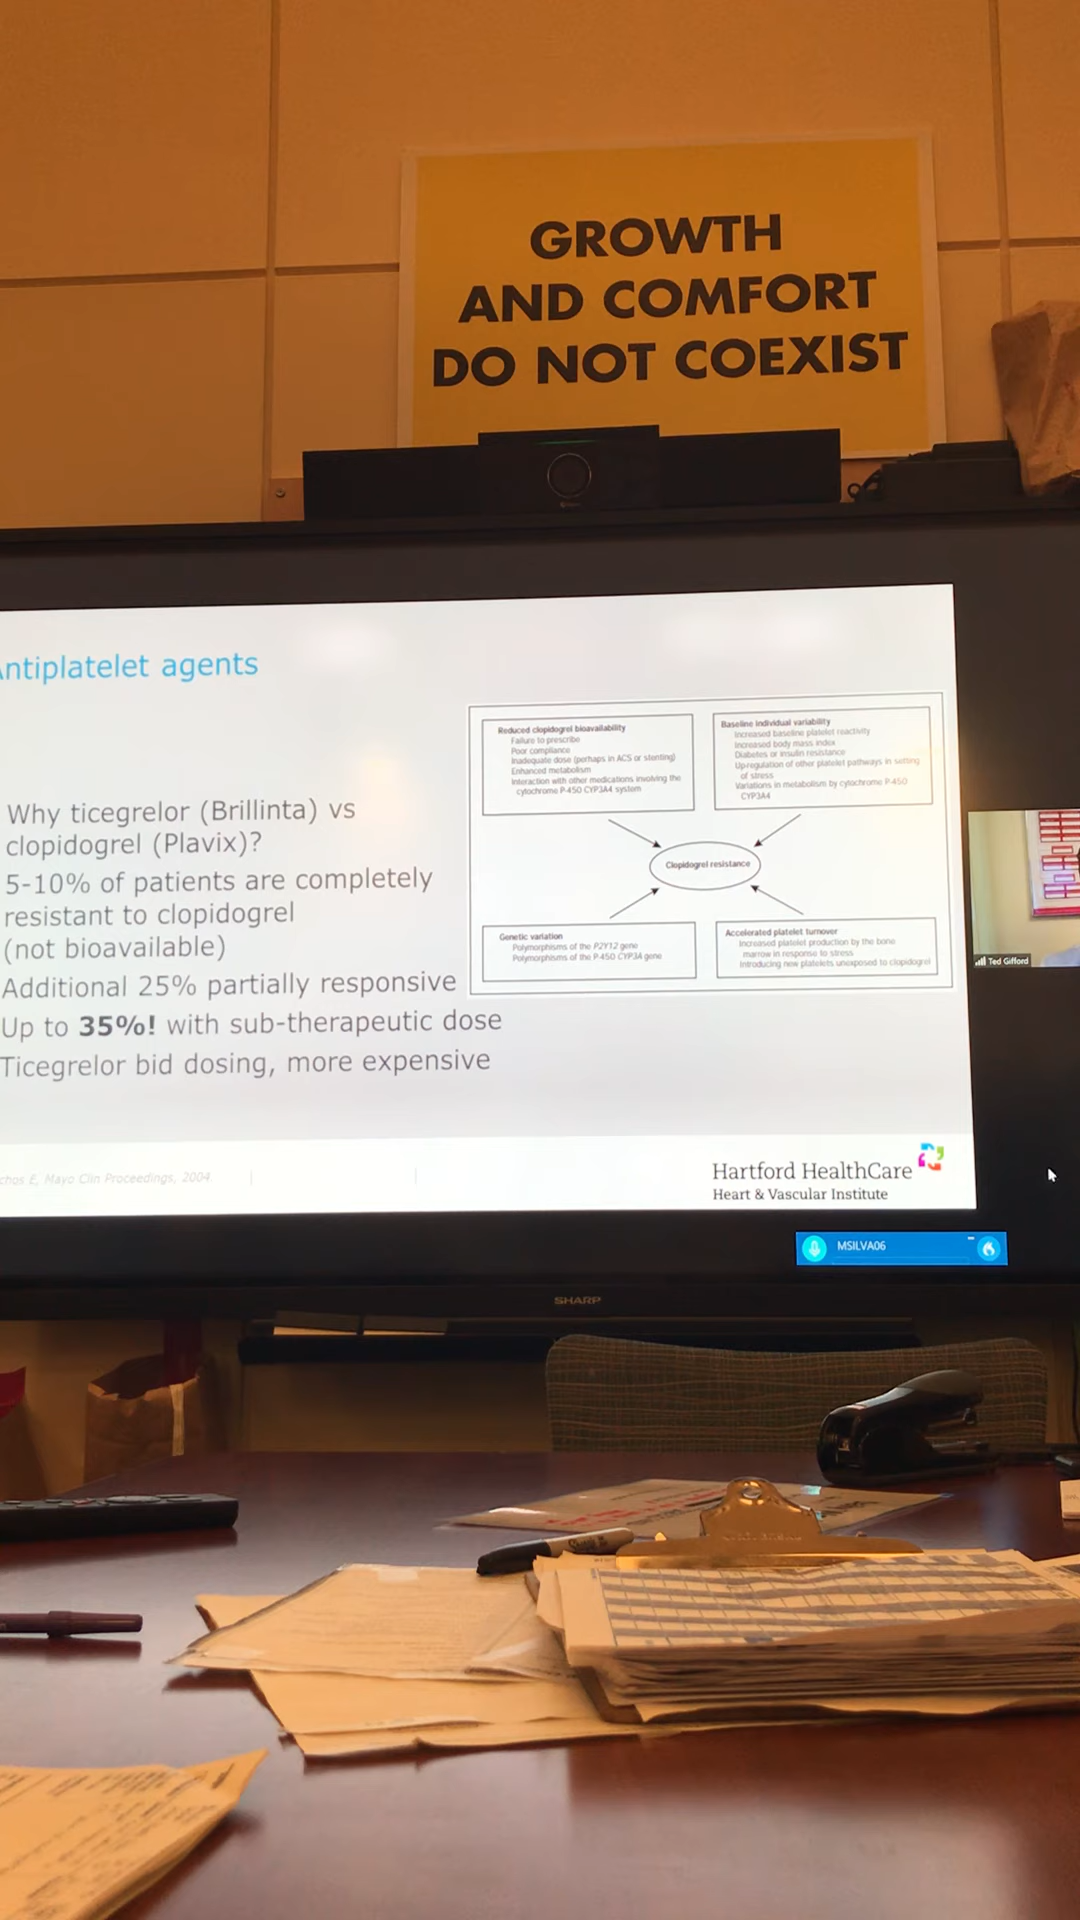 GROWTH
AND COMFORT
DO NOT COEXIST
Antiplatelet agents
Why ticegrelor (Brillinta) vs
clopidogrel (Plavix)?
5-10% of patients are completely
resistant to clopidogrel
(not bioavailable)
Additional 25% partially responsive
Up to 35%! with sub-therapeutic dose
Ticegrelor bid dosing, more expensive
Reduced clopidogrel bioavailability
Failure to prescribe
Poor compliance
Inadequate dose (perhaps in ACS or stenting)
Enhanced metabolism
Interaction with other medications involving the
cytochrome P-450 CYP3A4 system
Baseline individual variability
Increased baseline platelet reactivity
Increased body mass index
Diabetes or insulin resistance
Up-regulation of other platelet pathways in setting
of stress
Variations in metabolism by cytochrome P-450
CYP3A4
Clopidogrel resistance
Genetic variation
Polymorphisms of the P2Y12 gene
Polymorphisms of the P-450 CYP3A gene
Accelerated platelet turnover
Increased platelet production by the bone
marrow in response to stress
Introducing new platelets unexposed to clopidogrel
Ted Gifford
chos E, Mayo Clin Proceedings, 2004
Hartford HealthCare
Heart & Vascular Institute
MSILVA06
SHARP
Sharpie